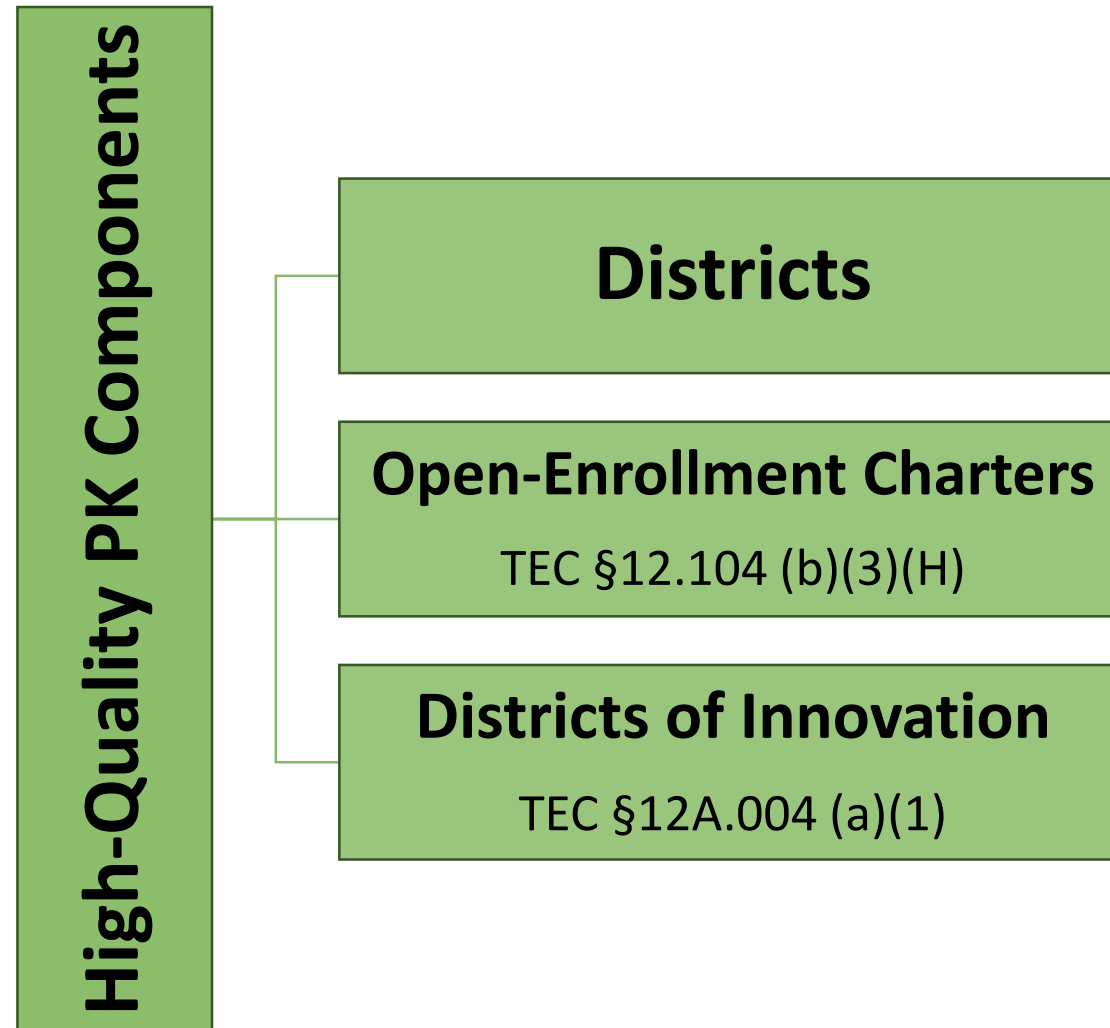 High-Quality PK Components
Districts
Open-Enrollment Charters
TEC §12.104 (b)(3)(H)
Districts of Innovation
TEC §12A.004 (a)(1)